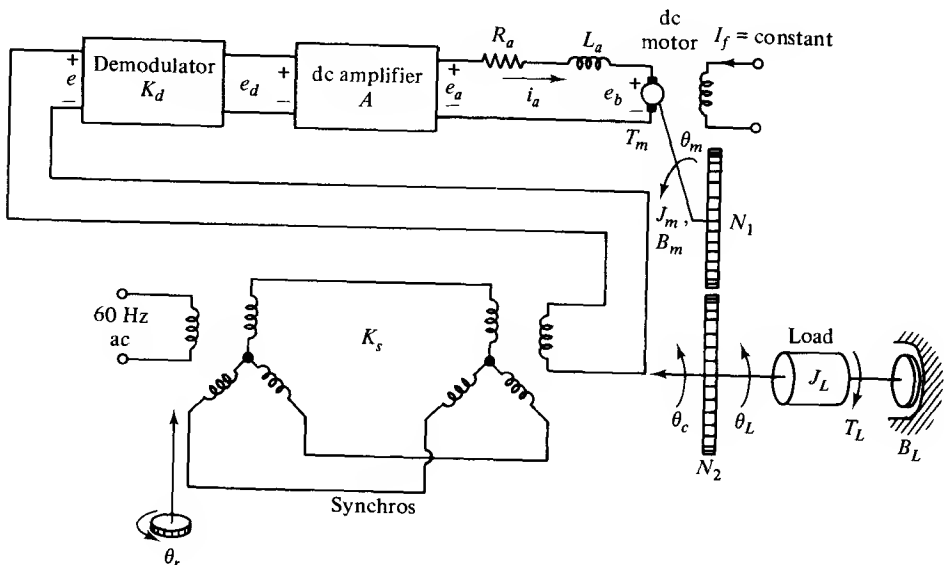 dc
motor
R_a
L_a
I_f = constant
+
e
−
Demodulator
K_d
+
e_d
−
dc amplifier
A
+
e_a
−
i_a
+
e_b
−
T_m
θ_m
J_m,
B_m
N_1
60 Hz
ac
K_s
Load
J_L
θ_c
θ_L
T_L
B_L
N_2
Synchros
θ_r